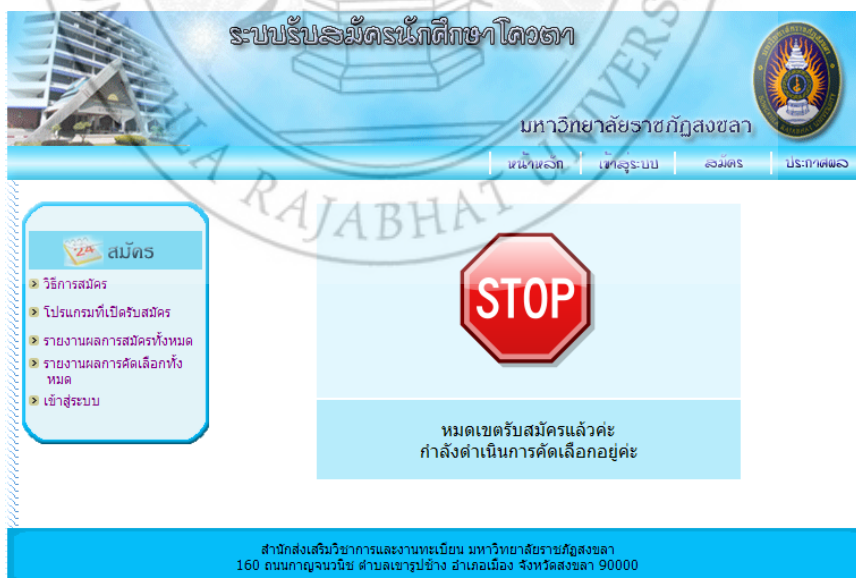 ระบบรับสมัครนักศึกษาโควตา
มหาวิทยาลัยราชภัฏสงขลา
หน้าหลัก เข้าสู่ระบบ สมัคร ประกาศผล
RAJABHAT
24 สมัคร
วิธีการสมัคร
โปรแกรมที่เปิดรับสมัคร
รายงานผลการสมัครทั้งหมด
รายงานผลการคัดเลือกทั้ง
หมด
เข้าสู่ระบบ
STOP
หมดเขตรับสมัครแล้วค่ะ
กำลังดำเนินการคัดเลือกอยู่ค่ะ
สำนักส่งเสริมวิชาการและงานทะเบียน มหาวิทยาลัยราชภัฏสงขลา
160 ถนนกาญจนวนิช ตำบลเขารูปช้าง อำเภอเมือง จังหวัดสงขลา 90000